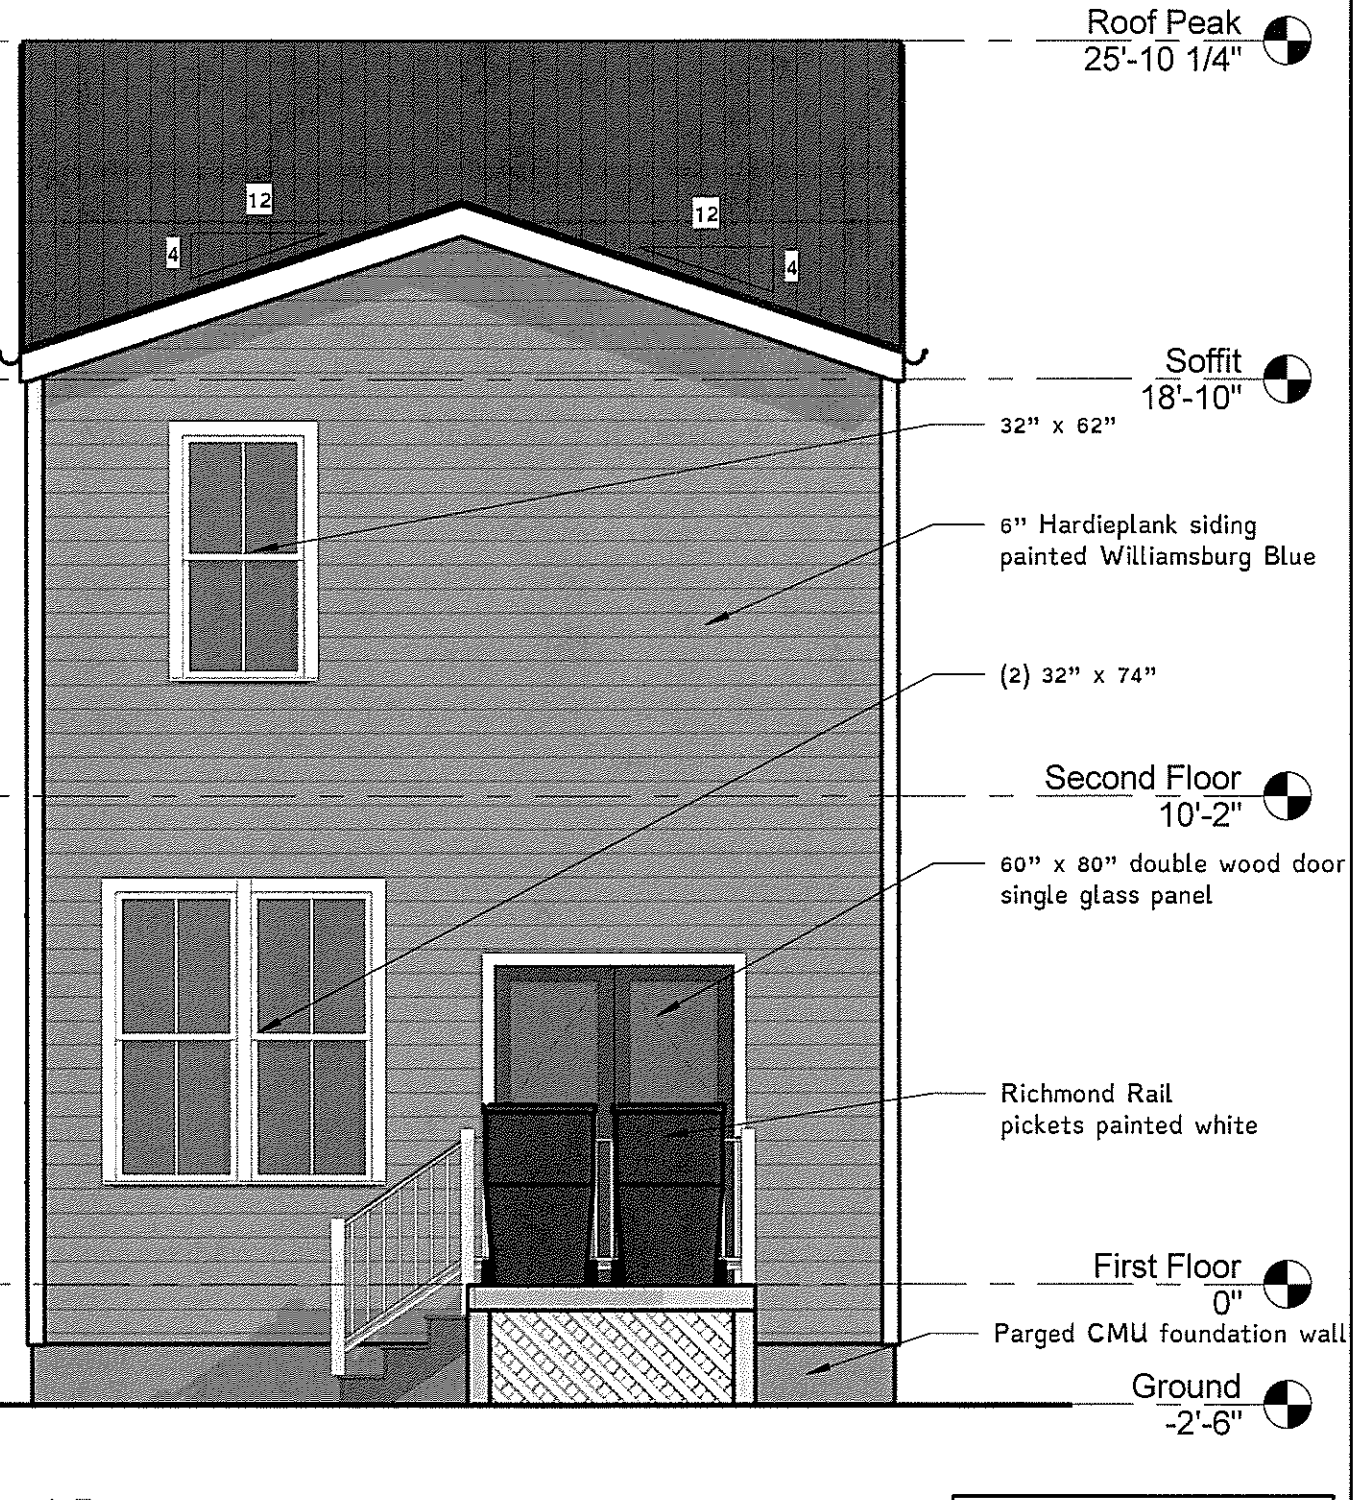 Roof Peak
25'-10 1/4"
12
12
4
4
Soffit
18'-10"
32" x 62"
6" Hardieplank siding
painted Williamsburg Blue
(2) 32" x 74"
Second Floor
10'-2"
60" x 80" double wood door
single glass panel
Richmond Rail
pickets painted white
First Floor
0"
Parged CMU foundation wall
Ground
-2'-6"